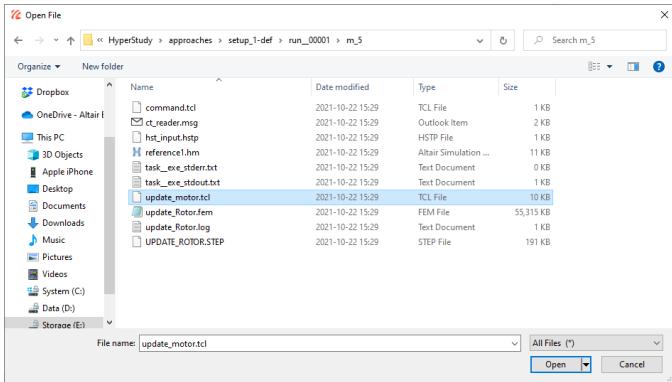 Open File
« HyperStudy > approaches > setup_1-def > run__00001 > m_5
Search m_5
Organize New folder
Name Date modified Type Size
Dropbox
OneDrive - Altair E
This PC
3D Objects
Apple iPhone
Desktop
Documents
Downloads
Music
Pictures
Videos
System (C:)
Data (D:)
Storage (E:)
command.tcl 2021-10-22 15:29 TCL File 1 KB
ct_reader.msg 2021-10-22 15:29 Outlook Item 2 KB
hst_input.hstp 2021-10-22 15:29 HSTP File 1 KB
reference1.hm 2021-10-22 15:29 Altair Simulation ... 11 KB
task__exe_stderr.txt 2021-10-22 15:29 Text Document 0 KB
task__exe_stdout.txt 2021-10-22 15:29 Text Document 1 KB
update_motor.tcl 2021-10-22 15:29 TCL File 10 KB
update_Rotor.fem 2021-10-22 15:29 FEM File 55,315 KB
update_Rotor.log 2021-10-22 15:29 Text Document 1 KB
UPDATE_ROTOR.STEP 2021-10-22 15:29 STEP File 191 KB
File name: update_motor.tcl All Files (*)
Open Cancel